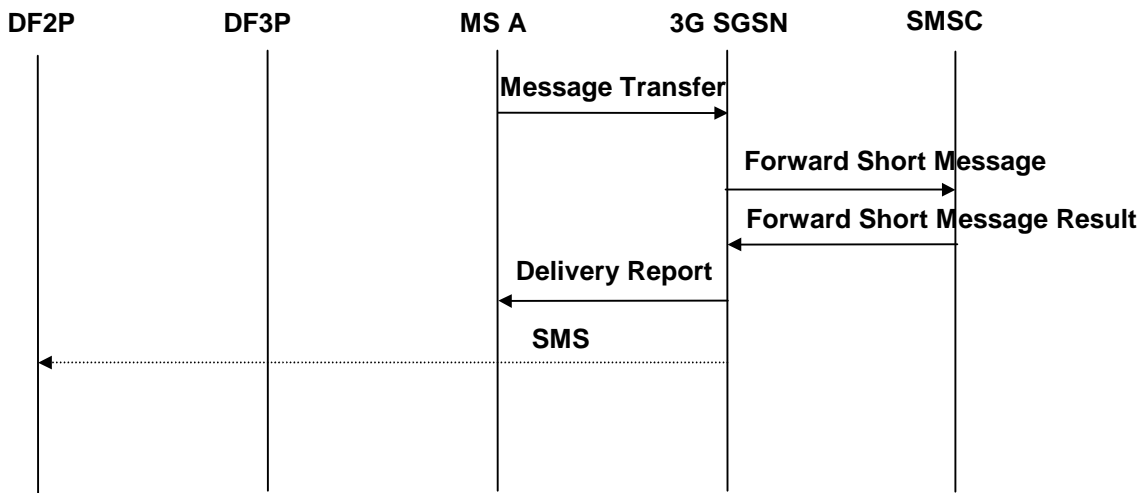 DF2P DF3P MS A 3G SGSN SMSC
Message Transfer
Forward Short Message
Forward Short Message Result
Delivery Report
SMS